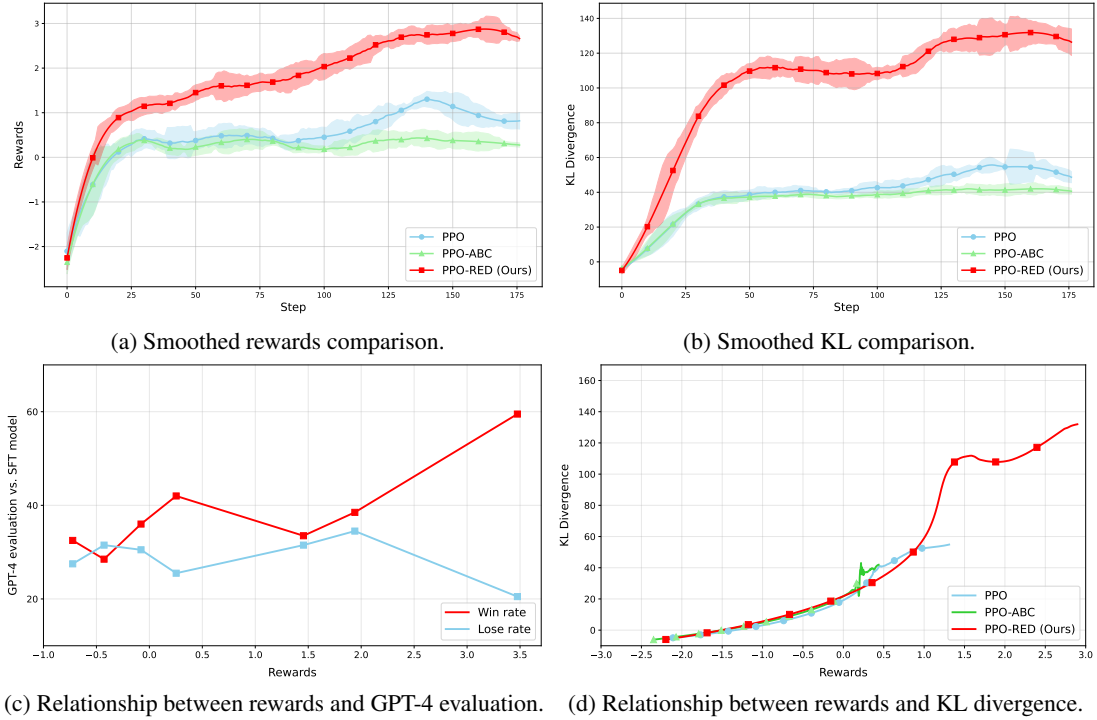 3
2
1
0
−1
−2
Rewards
0
25
50
75
100
125
150
175
Step
PPO
PPO-ABC
PPO-RED (Ours)
140
120
100
80
60
40
20
0
KL Divergence
0
25
50
75
100
125
150
175
Step
PPO
PPO-ABC
PPO-RED (Ours)
(a) Smoothed rewards comparison.
(b) Smoothed KL comparison.
60
40
20
GPT-4 evaluation vs. SFT model
−1.0
−0.5
0.0
0.5
1.0
1.5
2.0
2.5
3.0
3.5
Rewards
Win rate
Lose rate
160
140
120
100
80
60
40
20
0
KL Divergence
−3.0
−2.5
−2.0
−1.5
−1.0
−0.5
0.0
0.5
1.0
1.5
2.0
2.5
3.0
Rewards
PPO
PPO-ABC
PPO-RED (Ours)
(c) Relationship between rewards and GPT-4 evaluation.
(d) Relationship between rewards and KL divergence.